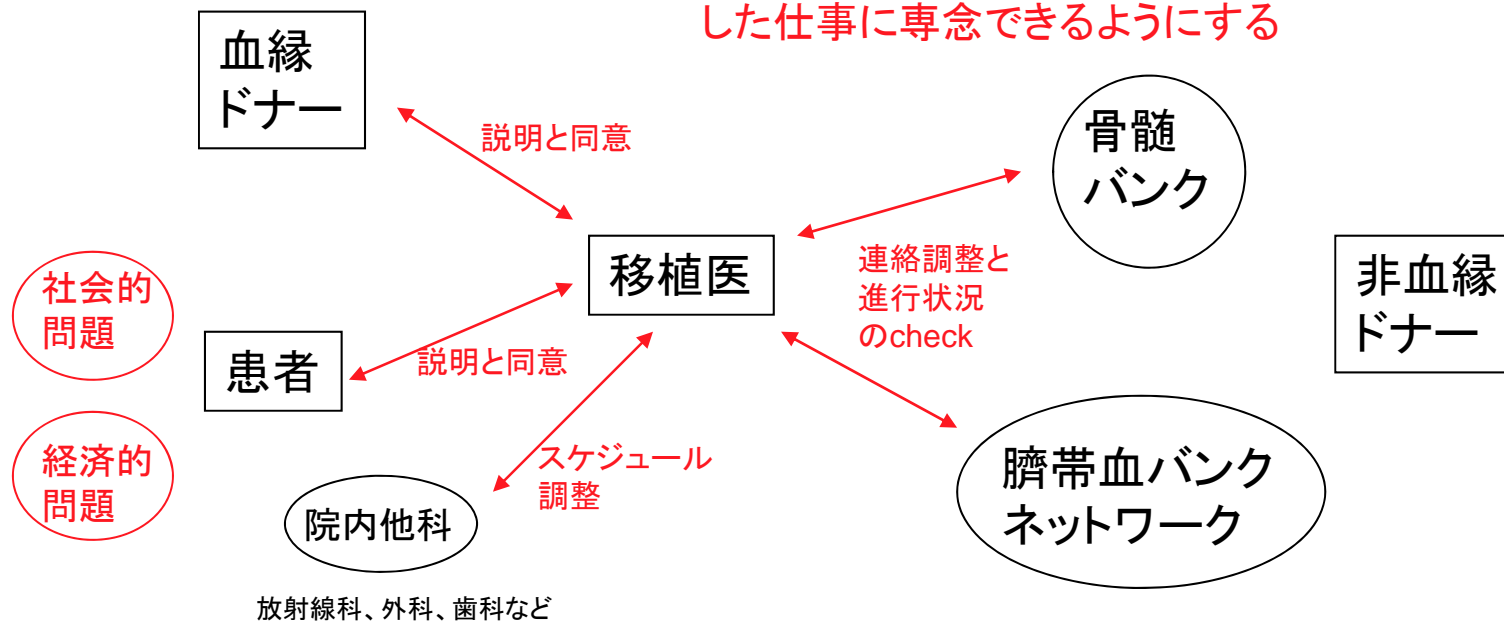 した仕事に専念できるようにする
血縁
ドナー
説明と同意
骨髄
バンク
移植医
連絡調整と
進行状況
のcheck
非血縁
ドナー
社会的
問題
患者
説明と同意
経済的
問題
スケジュール
調整
院内他科
臍帯血バンク
ネットワーク
放射線科、外科、歯科など